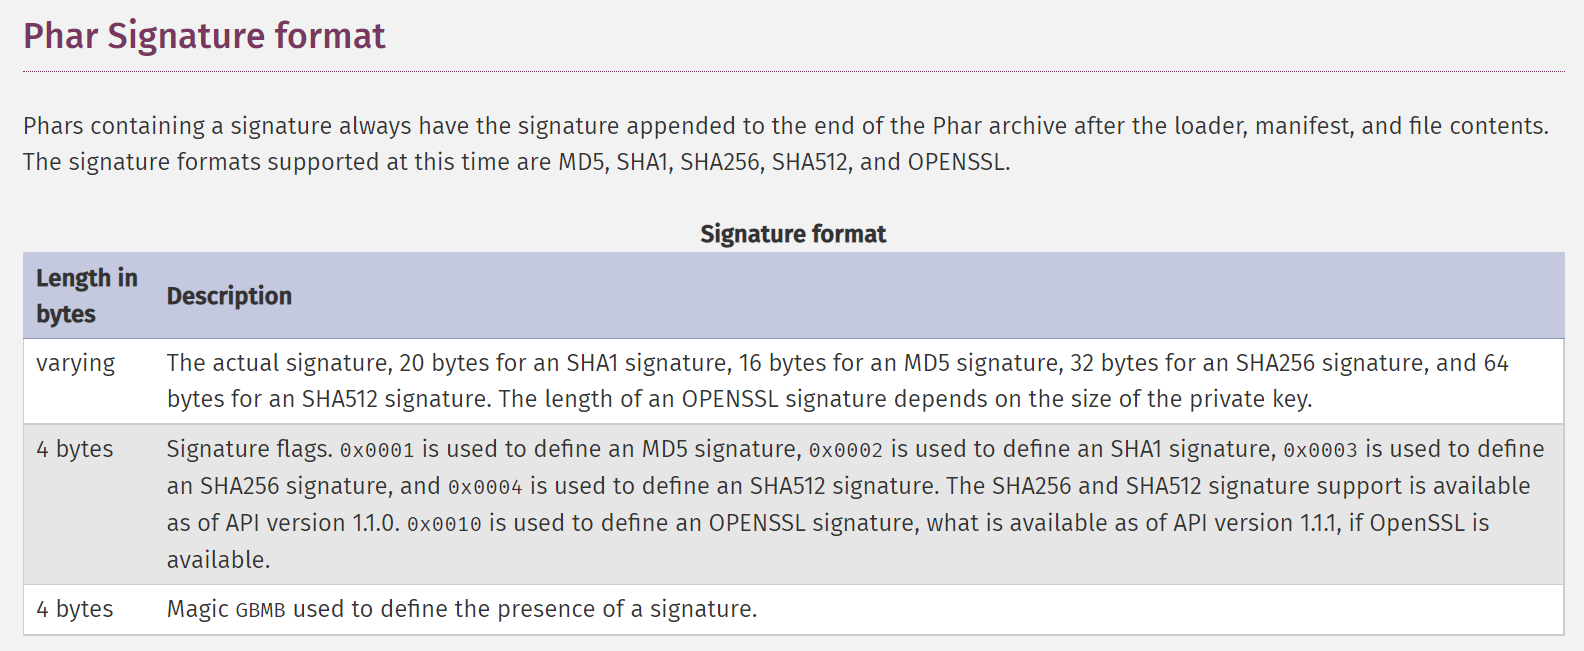 Phar Signature format
Phars containing a signature always have the signature appended to the end of the Phar archive after the loader, manifest, and file contents.
The signature formats supported at this time are MD5, SHA1, SHA256, SHA512, and OPENSSL.
Signature format
Length in
bytes
Description
varying
The actual signature, 20 bytes for an SHA1 signature, 16 bytes for an MD5 signature, 32 bytes for an SHA256 signature, and 64
bytes for an SHA512 signature. The length of an OPENSSL signature depends on the size of the private key.
4 bytes
Signature flags. 0x0001 is used to define an MD5 signature, 0x0002 is used to define an SHA1 signature, 0x0003 is used to define
an SHA256 signature, and 0x0004 is used to define an SHA512 signature. The SHA256 and SHA512 signature support is available
as of API version 1.1.0. 0x0010 is used to define an OPENSSL signature, what is available as of API version 1.1.1, if OpenSSL is
available.
4 bytes
Magic GBMB used to define the presence of a signature.